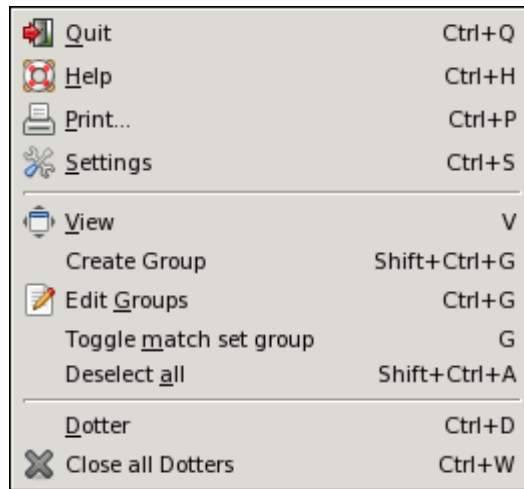 Quit Ctrl+Q
Help Ctrl+H
Print... Ctrl+P
Settings Ctrl+S
View V
Create Group Shift+Ctrl+G
Edit Groups Ctrl+G
Toggle match set group G
Deselect all Shift+Ctrl+A
Dotter Ctrl+D
Close all Dotters Ctrl+W